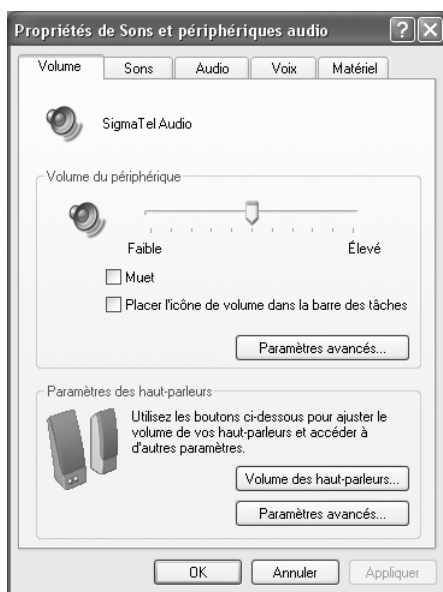 Propriétés de Sons et périphériques audio
Volume Sons Audio Voix Matériel
SigmaTel Audio
Volume du périphérique
Faible Élevé
Muet
Placer l'icône de volume dans la barre des tâches
Paramètres avancés...
Paramètres des haut-parleurs
Utilisez les boutons ci-dessous pour ajuster le
volume de vos haut-parleurs et accéder à
d'autres paramètres.
Volume des haut-parleurs...
Paramètres avancés...
OK Annuler Appliquer